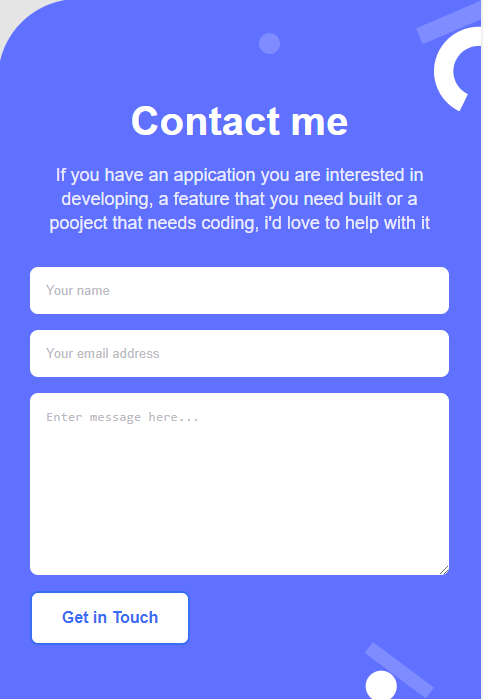 Contact me
If you have an appication you are interested in
developing, a feature that you need built or a
pooject that needs coding, i'd love to help with it
Your name
Your email address
Enter message here...
Get in Touch